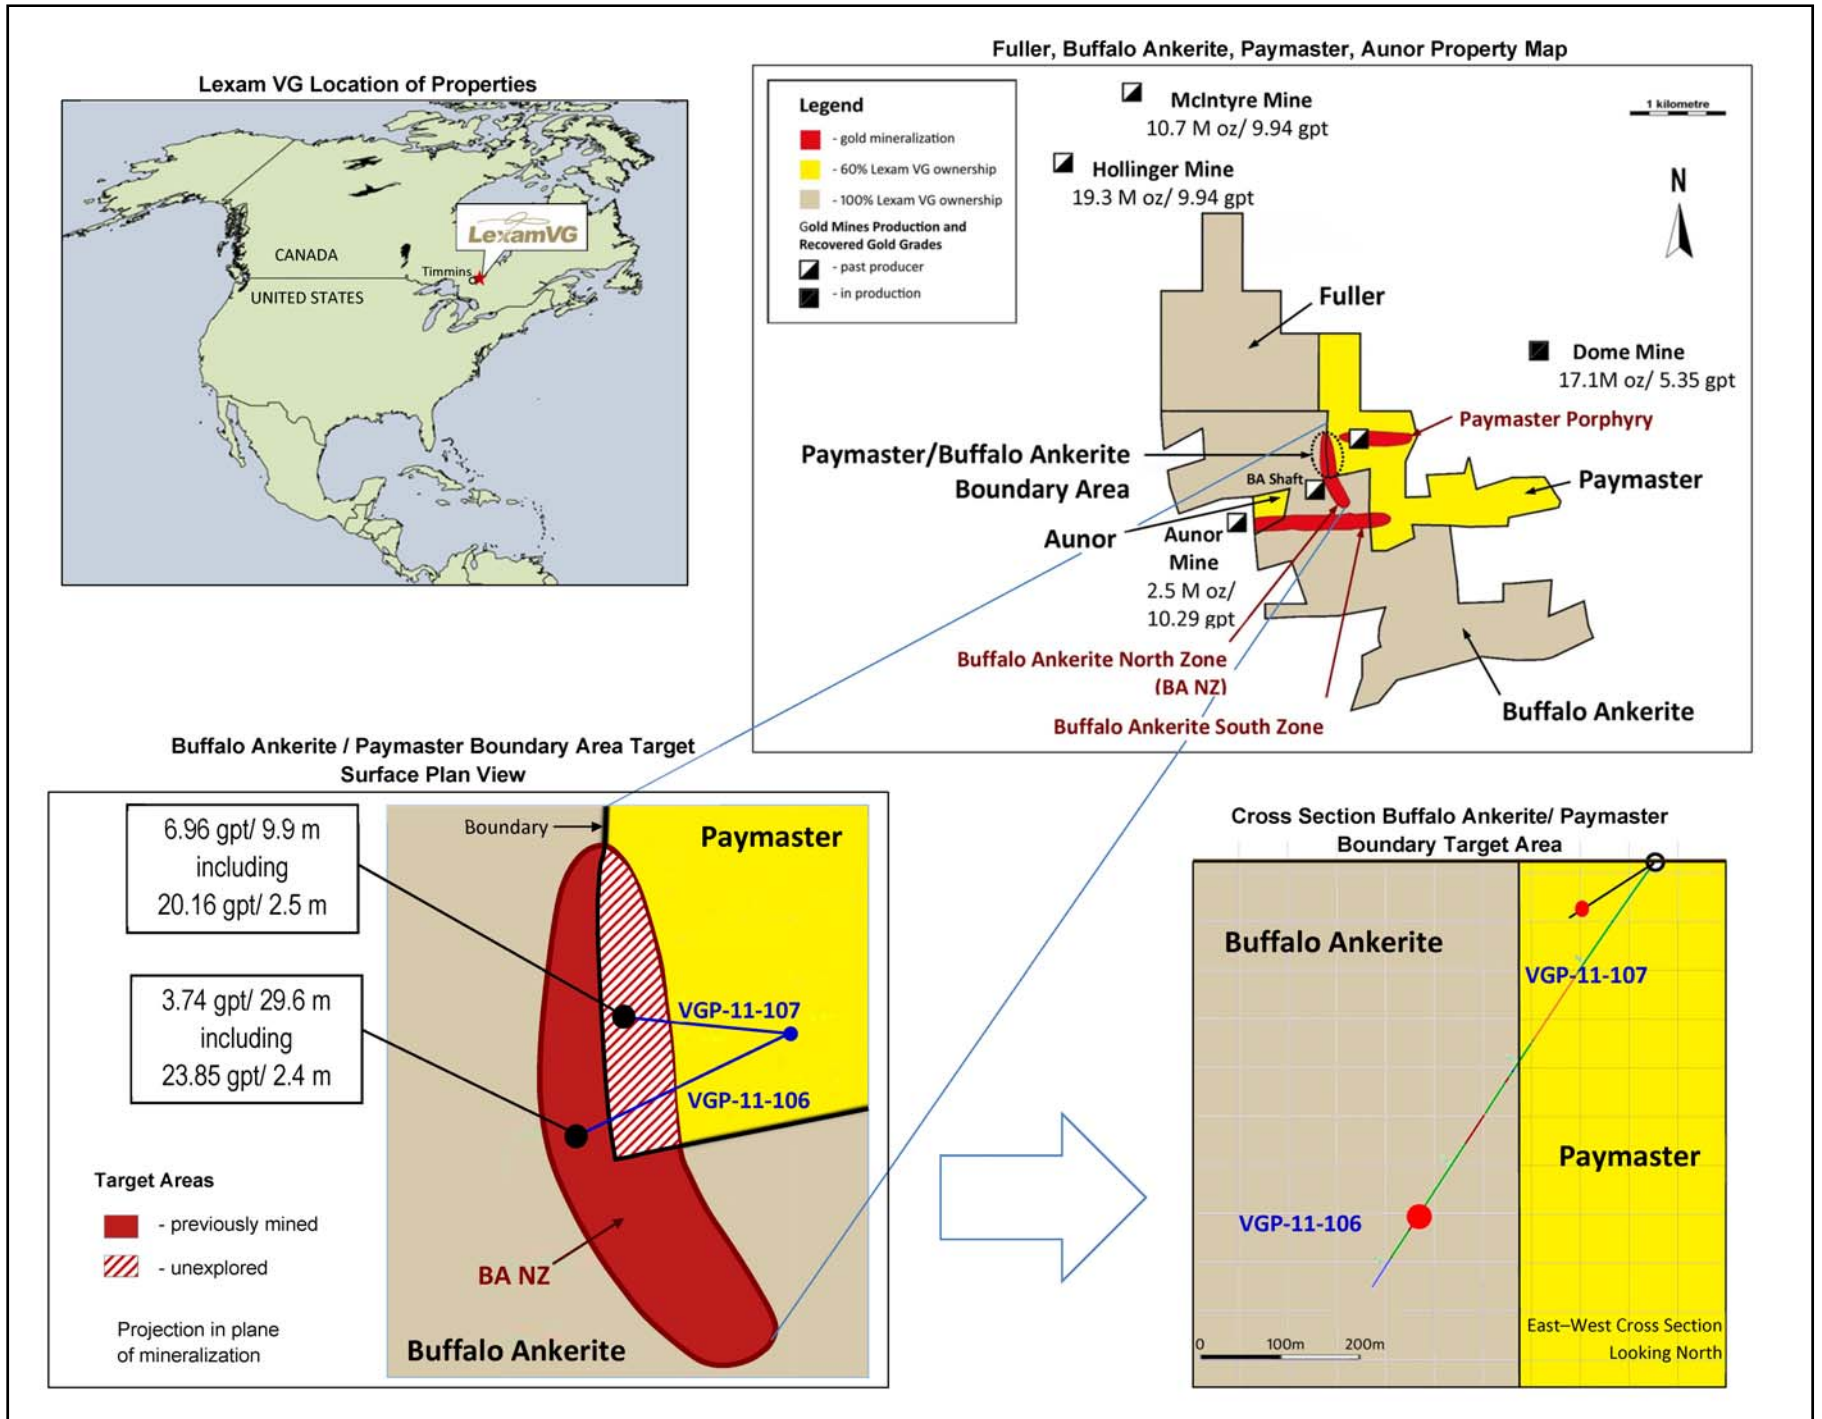 Lexam VG Location of Properties
CANADA
UNITED STATES
Timmins
LexamVG
Fuller, Buffalo Ankerite, Paymaster, Aunor Property Map
Legend
- gold mineralization
- 60% Lexam VG ownership
- 100% Lexam VG ownership
Gold Mines Production and
Recovered Gold Grades
- past producer
- in production
McIntyre Mine
10.7 M oz/ 9.94 gpt
Hollinger Mine
19.3 M oz/ 9.94 gpt
1 kilometre
N
Fuller
Dome Mine
17.1M oz/ 5.35 gpt
Paymaster Porphyry
Paymaster/Buffalo Ankerite
Boundary Area
BA Shaft
Paymaster
Aunor
Aunor
Mine
2.5 M oz/
10.29 gpt
Buffalo Ankerite North Zone
(BA NZ)
Buffalo Ankerite South Zone
Buffalo Ankerite
Buffalo Ankerite / Paymaster Boundary Area Target
Surface Plan View
6.96 gpt/ 9.9 m
including
20.16 gpt/ 2.5 m
3.74 gpt/ 29.6 m
including
23.85 gpt/ 2.4 m
Boundary
Paymaster
VGP-11-107
VGP-11-106
BA NZ
Buffalo Ankerite
Target Areas
- previously mined
- unexplored
Projection in plane
of mineralization
Cross Section Buffalo Ankerite/ Paymaster
Boundary Target Area
Buffalo Ankerite
VGP-11-107
Paymaster
VGP-11-106
East–West Cross Section
Looking North
0 100m 200m